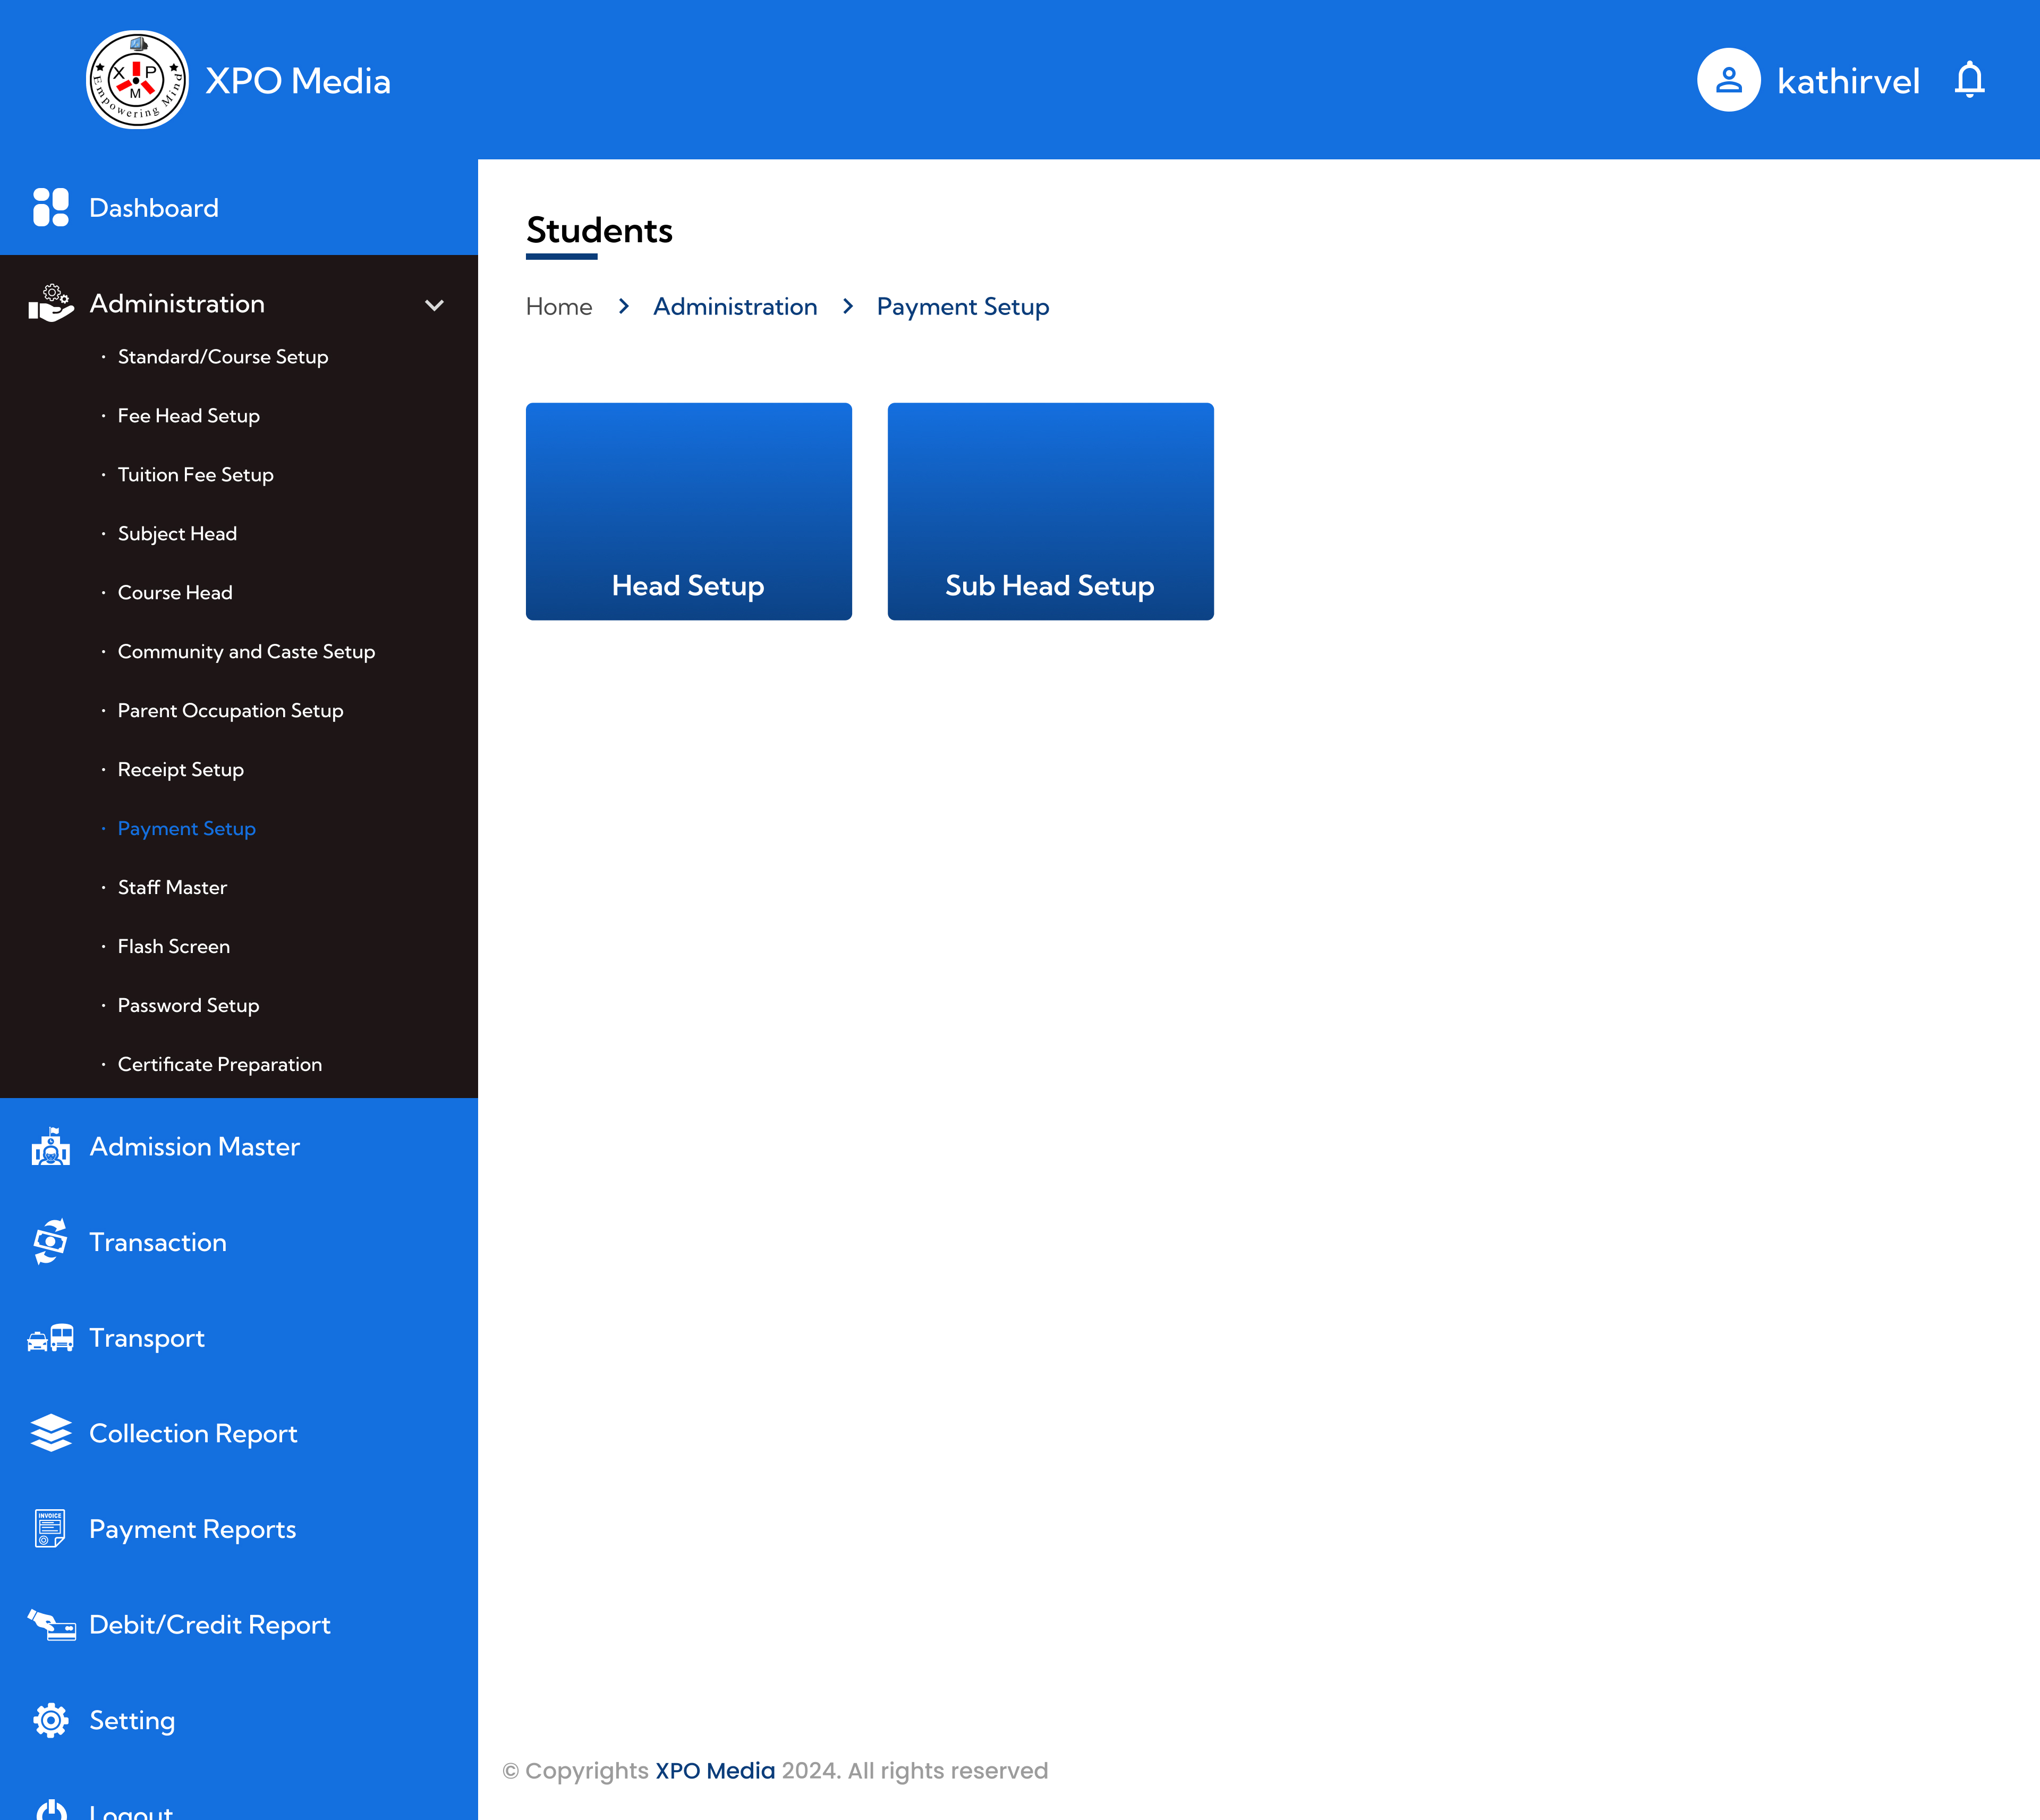 X P
M
Empowering Mind
XPO Media
kathirvel
Dashboard
Administration
· Standard/Course Setup
· Fee Head Setup
· Tuition Fee Setup
· Subject Head
· Course Head
· Community and Caste Setup
· Parent Occupation Setup
· Receipt Setup
· Payment Setup
· Staff Master
· Flash Screen
· Password Setup
· Certificate Preparation
Admission Master
Transaction
Transport
Collection Report
INVOICE
Payment Reports
Debit/Credit Report
Setting
Logout
Students
Home > Administration > Payment Setup
Head Setup
Sub Head Setup
© Copyrights XPO Media 2024. All rights reserved